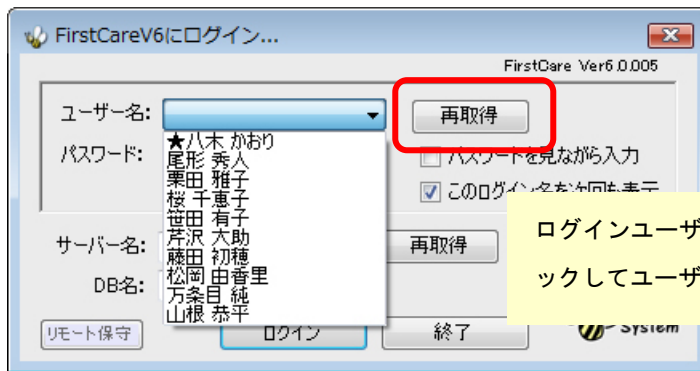 FirstCareV6にログイン...
FirstCare Ver6.0.005
ユーザー名:
再取得
★八木 かおり
尾形 秀人
栗田 雅子
桜 千恵子
笹田 有子
芹沢 大助
藤田 初穂
松岡 由香里
万条目 純
山根 恭平
パスワード:
パスワードを見ながら入力
このログイン名を次回も表示
サーバー名:
再取得
ログインユーザ
ックしてユーザ
DB名:
リモート保守
ログイン
終了
System